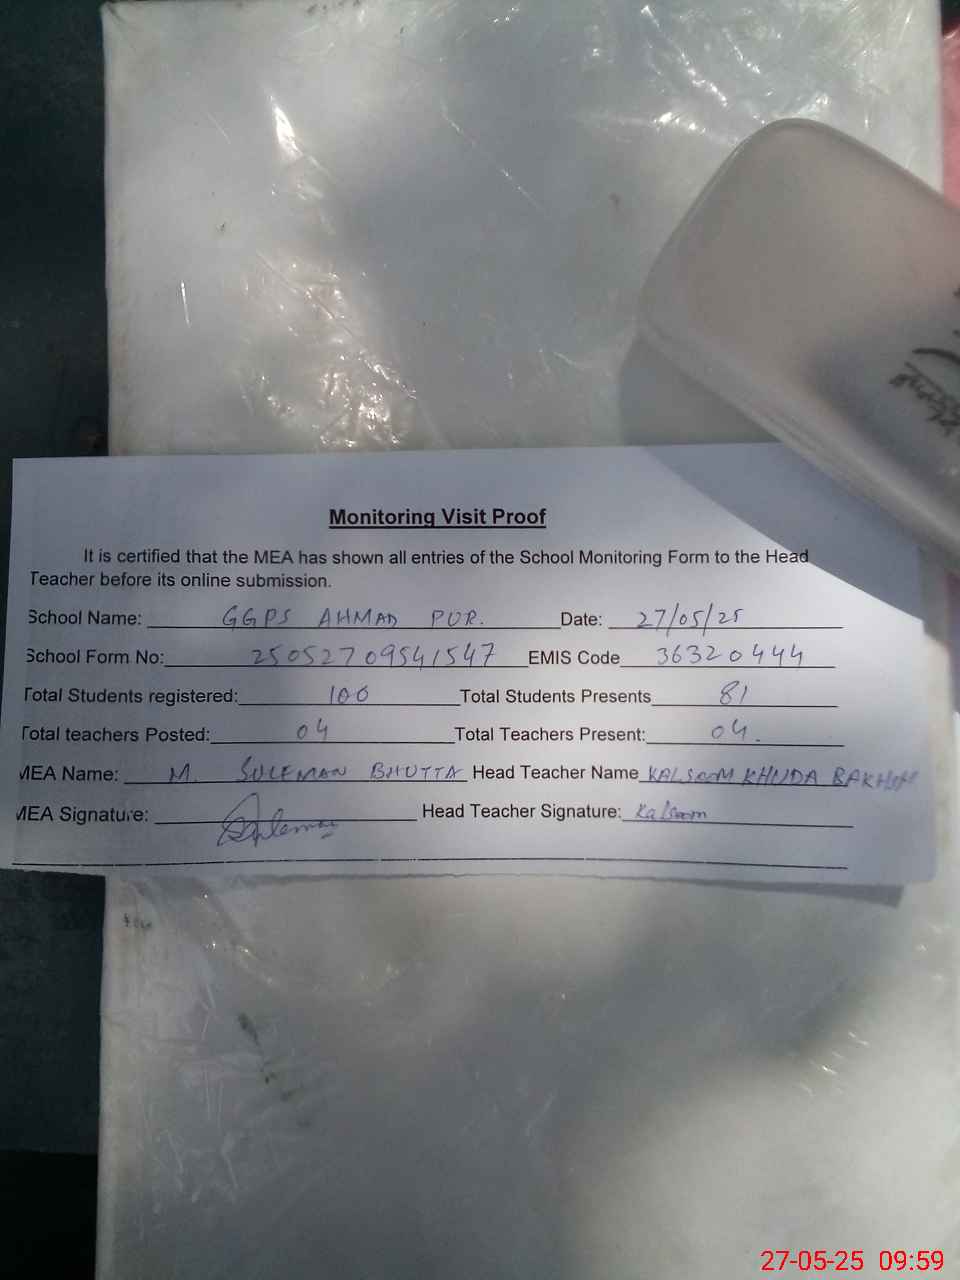 Monitoring Visit Proof
It is certified that the MEA has shown all entries of the School Monitoring Form to the Head
Teacher before its online submission.
School Name: GGPS AHMAD PUR. Date: 27/05/25
School Form No: 25052709541547 EMIS Code 36320444
Total Students registered: 100 Total Students Presents 81
Total teachers Posted: 04 Total Teachers Present: 04.
MEA Name: M. SULEMAN BHUTTA Head Teacher Name KALSOOM KHUDA BAKHSH
MEA Signature: Suleman Head Teacher Signature: Kalsoom
27-05-25 09:59